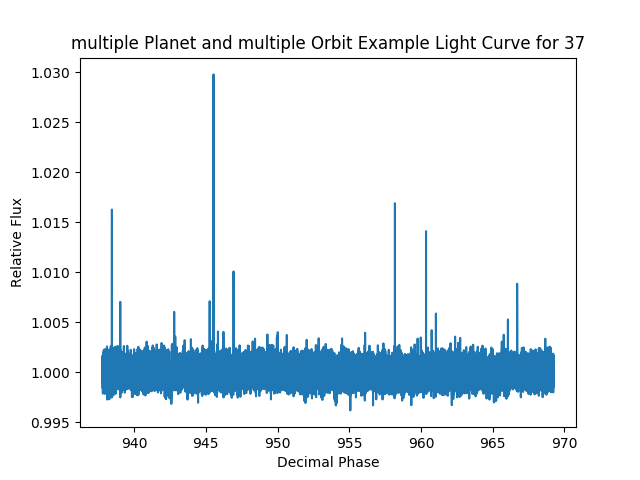 multiple Planet and multiple Orbit Example Light Curve for 37
1.030
1.025
1.020
1.015
1.010
1.005
1.000
0.995
Relative Flux
940 945 950 955 960 965 970
Decimal Phase